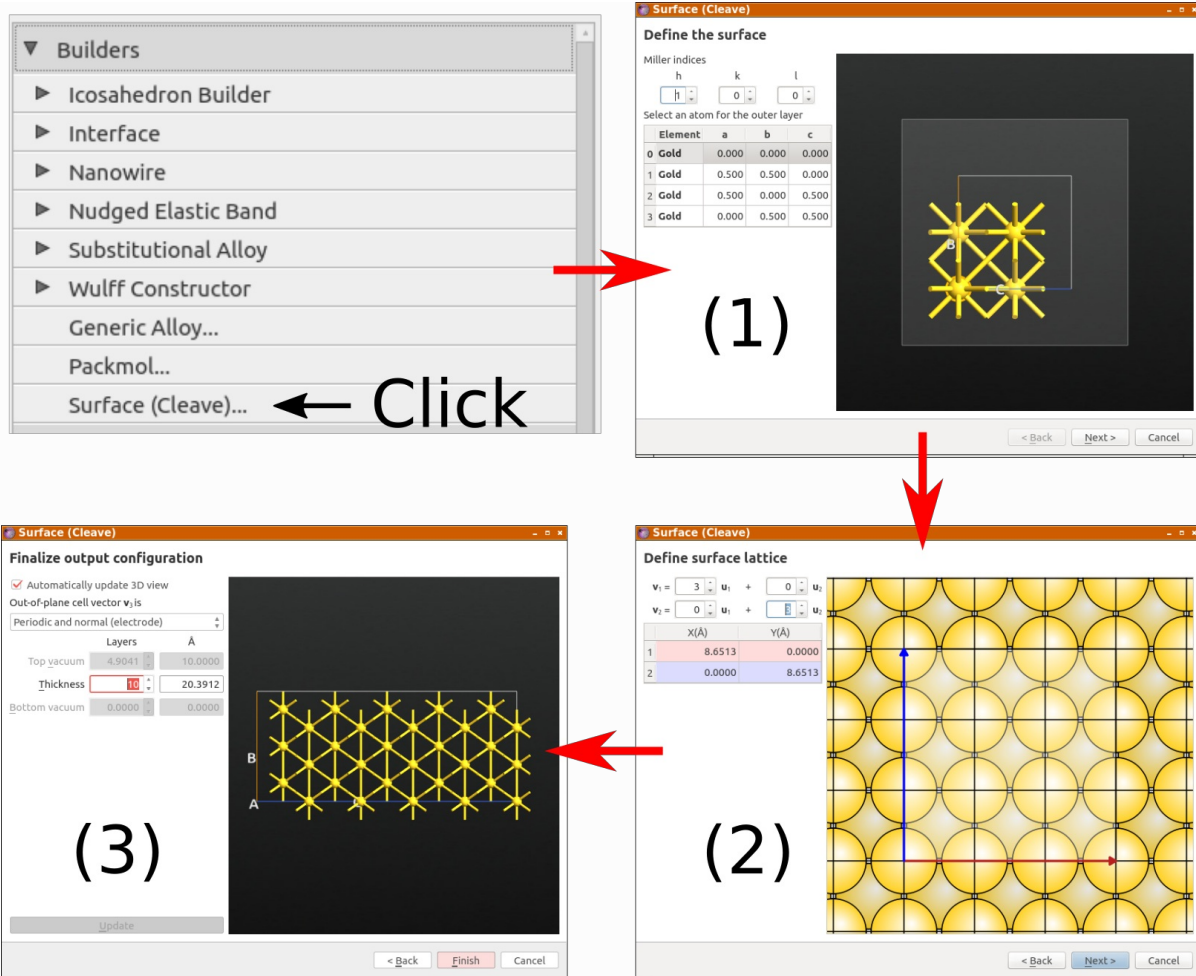 Builders
Icosahedron Builder
Interface
Nanowire
Nudged Elastic Band
Substitutional Alloy
Wulff Constructor
Generic Alloy...
Packmol...
Surface (Cleave)...
Click
Surface (Cleave)
Define the surface
Miller indices
h k l
1 0 0
Select an atom for the outer layer
Element a b c
0 Gold 0.000 0.000 0.000
1 Gold 0.500 0.500 0.000
2 Gold 0.500 0.000 0.500
3 Gold 0.000 0.500 0.500
B
C
(1)
< Back Next > Cancel
Surface (Cleave)
Define surface lattice
v₁ = 3 u₁ + 0 u₂
v₂ = 0 u₁ + 3 u₂
X(Å) Y(Å)
1 8.6513 0.0000
2 0.0000 8.6513
(2)
< Back Next > Cancel
Surface (Cleave)
Finalize output configuration
Automatically update 3D view
Out-of-plane cell vector v₃ is
Periodic and normal (electrode)
Layers Å
Top vacuum 4.9041 10.0000
Thickness 10 20.3912
Bottom vacuum 0.0000 0.0000
B
A
C
(3)
Update
< Back Finish Cancel